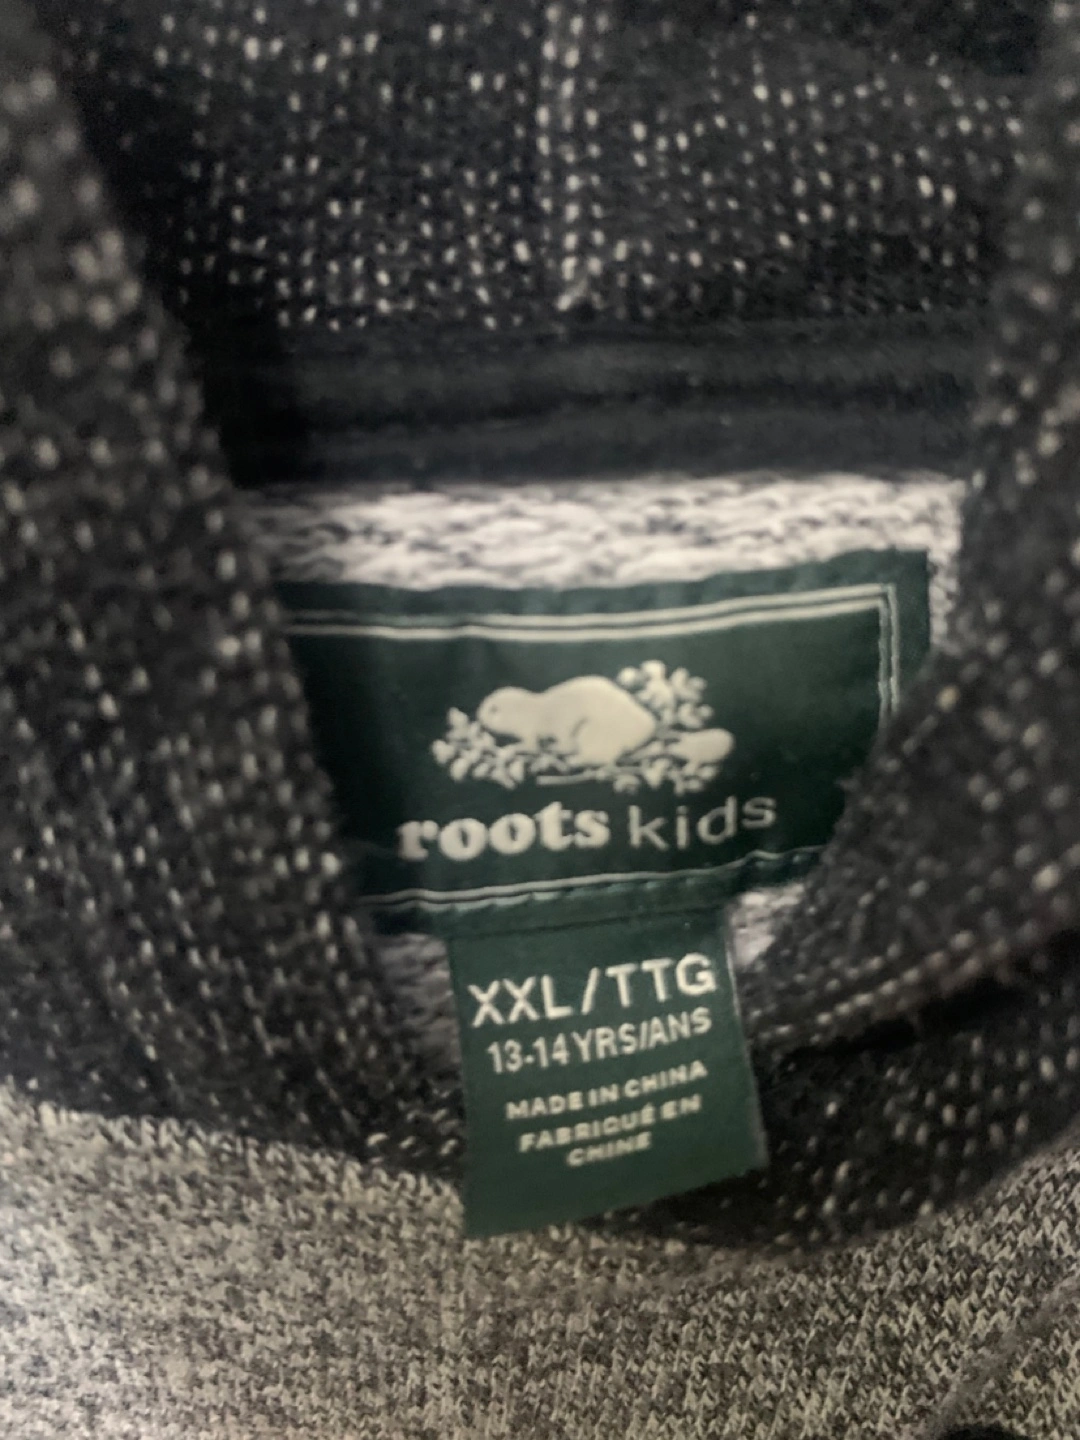 roots kids
XXL/TTG
13-14 YRS/ANS
MADE IN CHINA
FABRIQUÉ EN
CHINE